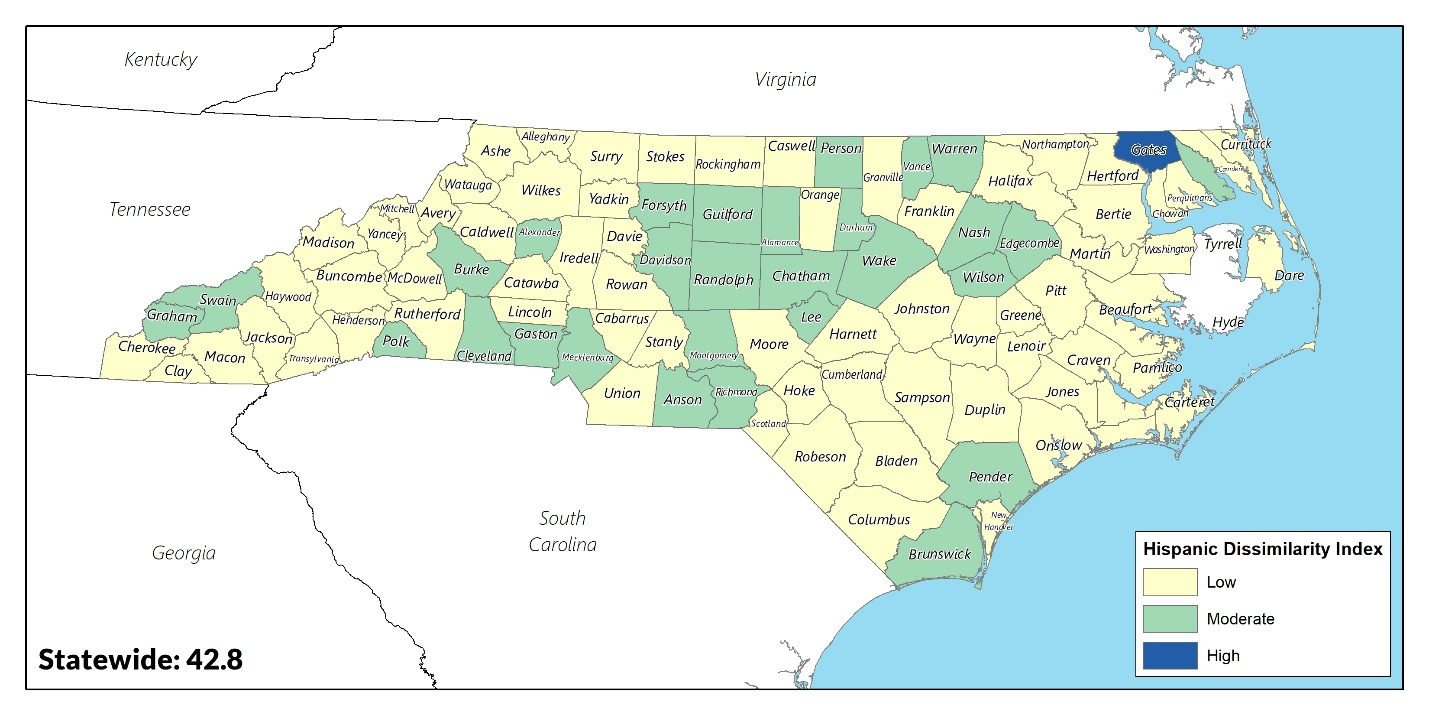 Kentucky
Virginia
Tennessee
Georgia
South
Carolina
Alleghany
Ashe
Surry
Stokes
Rockingham
Caswell
Person
Granville
Vance
Warren
Northampton
Gates
Currituck
Camden
Hertford
Halifax
Watauga
Wilkes
Yadkin
Forsyth
Guilford
Alamance
Orange
Durham
Franklin
Bertie
Chowan
Perquimans
Mitchell
Avery
Yancey
Caldwell
Alexander
Davie
Iredell
Davidson
Randolph
Chatham
Wake
Nash
Edgecombe
Martin
Washington
Tyrrell
Dare
Madison
Buncombe
McDowell
Burke
Catawba
Rowan
Wilson
Pitt
Beaufort
Hyde
Swain
Graham
Haywood
Jackson
Henderson
Rutherford
Lincoln
Cabarrus
Stanly
Montgomery
Moore
Lee
Harnett
Johnston
Wayne
Greene
Lenoir
Craven
Pamlico
Cherokee
Clay
Macon
Transylvania
Polk
Cleveland
Gaston
Mecklenburg
Union
Anson
Richmond
Scotland
Hoke
Cumberland
Sampson
Duplin
Jones
Carteret
Onslow
Robeson
Bladen
Pender
Columbus
Brunswick
New
Hanover
Hispanic Dissimilarity Index
Low
Moderate
High
Statewide: 42.8